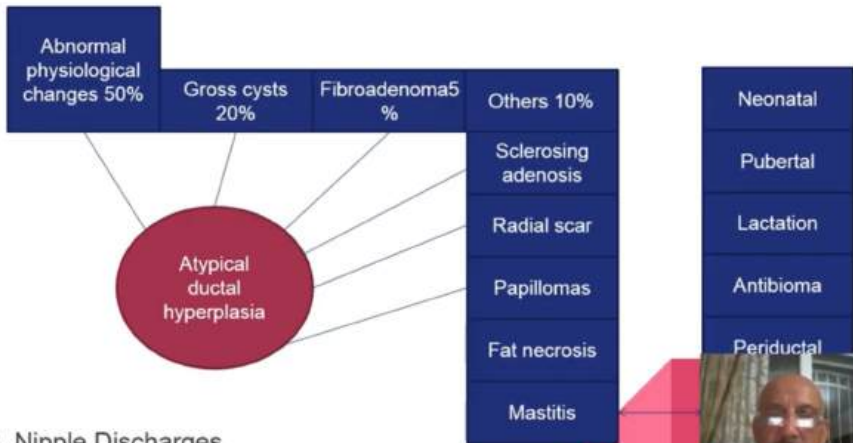 Abnormal
physiological
changes 50%
Gross cysts
20%
Fibroadenoma5
%
Others 10%
Sclerosing
adenosis
Radial scar
Papillomas
Fat necrosis
Mastitis
Atypical
ductal
hyperplasia
Neonatal
Pubertal
Lactation
Antibioma
Periductal
Nipple Discharges